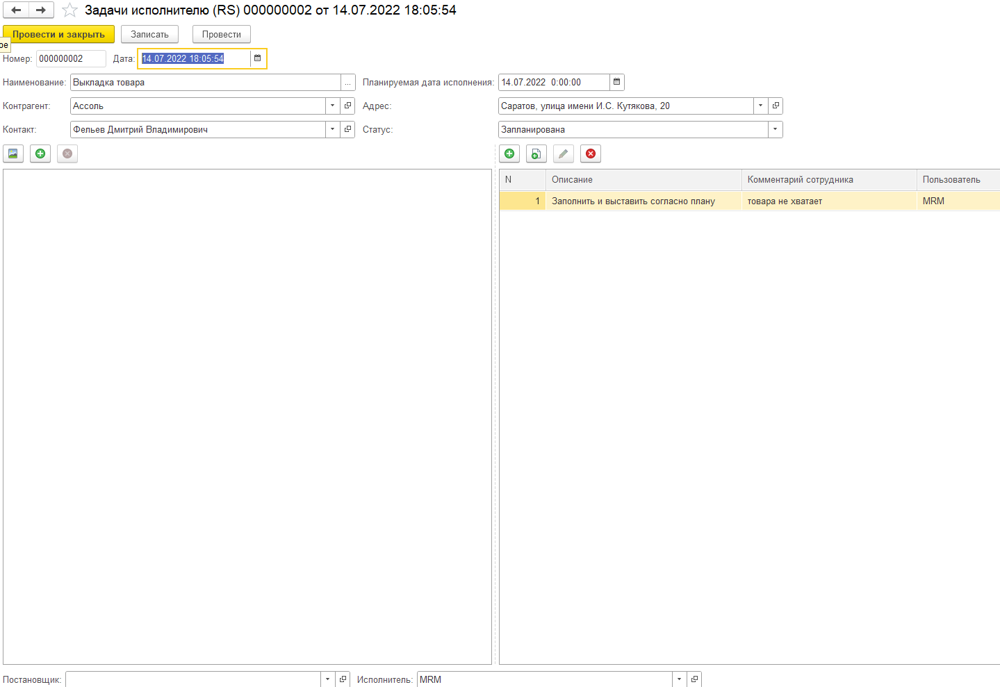 Задачи исполнителю (RS) 000000002 от 14.07.2022 18:05:54
Провести и закрыть Записать Провести
ое
Номер: 000000002 Дата: 14.07.2022 18:05:54
Наименование: Выкладка товара ... Планируемая дата исполнения: 14.07.2022 0:00:00
Контрагент: Ассоль Адрес: Саратов, улица имени И.С. Кутякова, 20
Контакт: Фельев Дмитрий Владимирович Статус: Запланирована
N Описание Комментарий сотрудника Пользователь
1 Заполнить и выставить согласно плану товара не хватает MRM
Постановщик: Исполнитель: MRM